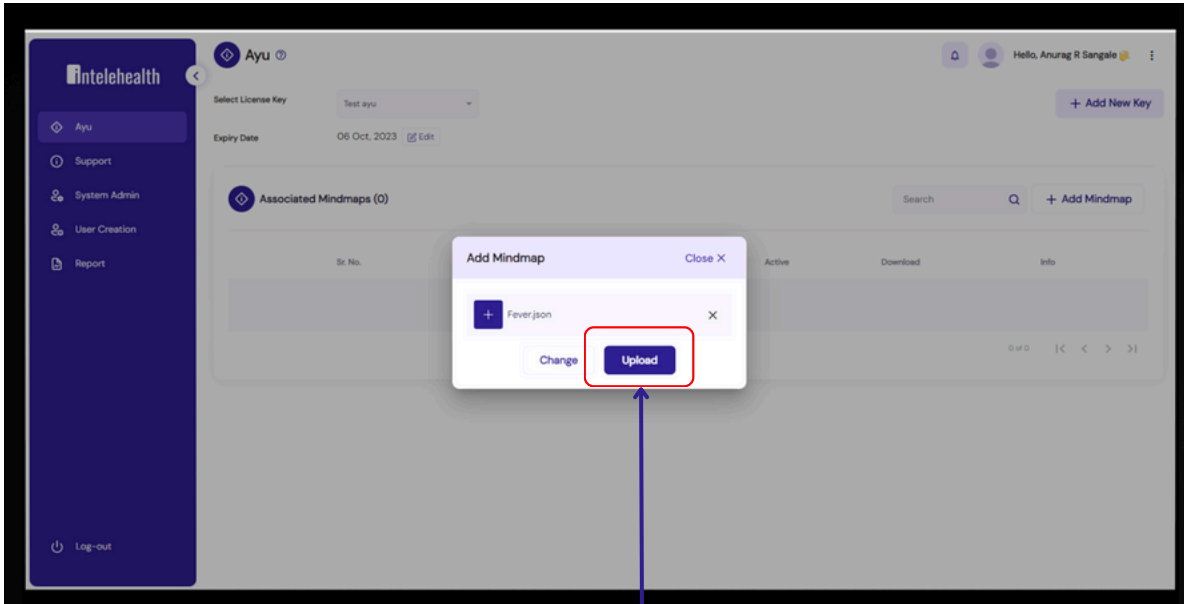 intelehealth
Ayu
Hello, Anurag R Sangale
Select License Key
Test ayu
+ Add New Key
Ayu
Expiry Date
06 Oct, 2023
Edit
Support
System Admin
Associated Mindmaps (0)
Search
+ Add Mindmap
User Creation
Report
Sr. No.
Add Mindmap
Close X
Active
Download
Info
Fever.json
Change
Upload
0 of 0
Log-out